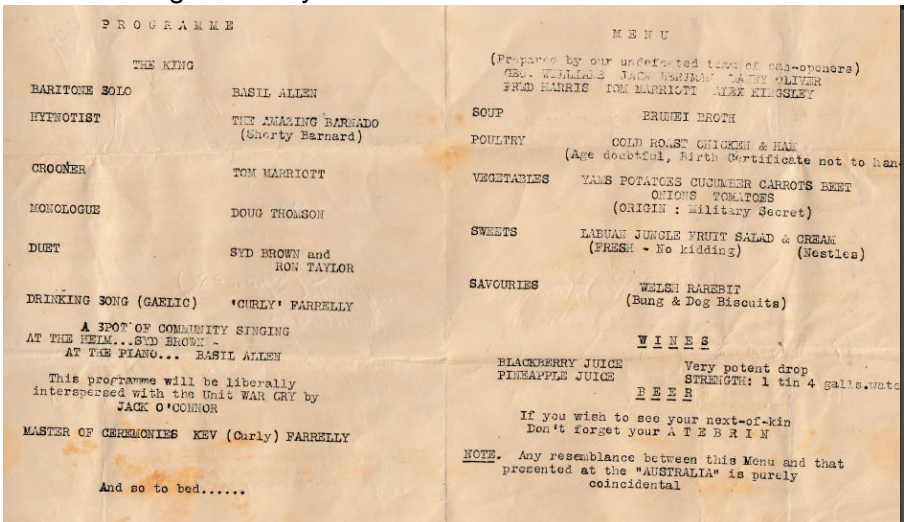 PROGRAMME
THE KING
BARITONE SOLO BASIL ALLEN
HYPNOTIST THE AMAZING BARNADO
(Shorty Barnard)
CROONER TOM MARRIOTT
MONOLOGUE DOUG THOMSON
DUET SYD BROWN and
RON TAYLOR
DRINKING SONG (GAELIC) 'CURLY' FARRELLY
A SPOT OF COMMUNITY SINGING
AT THE HELM...SYD BROWN -
AT THE PIANO... BASIL ALLEN
This programme will be liberally
interspersed with the Unit WAR CRY by
JACK O'CONNOR
MASTER OF CEREMONIES KEV (Curly) FARRELLY
And so to bed......
MENU
(Prepared by our undefeated team of can-openers)
GEO. WILLIAMS JACK OLIVER
FRED HARRIS TOM MARRIOTT ALEX KINGSLEY
SOUP BRUNEI BROTH
POULTRY COLD ROAST CHICKEN & HAM
(Age doubtful, Birth Certificate not to han
VEGETABLES YAMS POTATOES CUCUMBER CARROTS BEET
ONIONS TOMATOES
(ORIGIN : Military Secret)
SWEETS LABUAN JUNGLE FRUIT SALAD & CREAM
(FRESH - No kidding) (Nestles)
SAVOURIES WELSH RAREBIT
(Bung & Dog Biscuits)
WINES
BLACKBERRY JUICE Very potent drop
PINEAPPLE JUICE STRENGTH: 1 tin 4 galls.wate
BEER
If you wish to see your next-of-kin
Don't forget your ATEBRIN
NOTE. Any resemblance between this Menu and that
presented at the "AUSTRALIA" is purely
coincidental